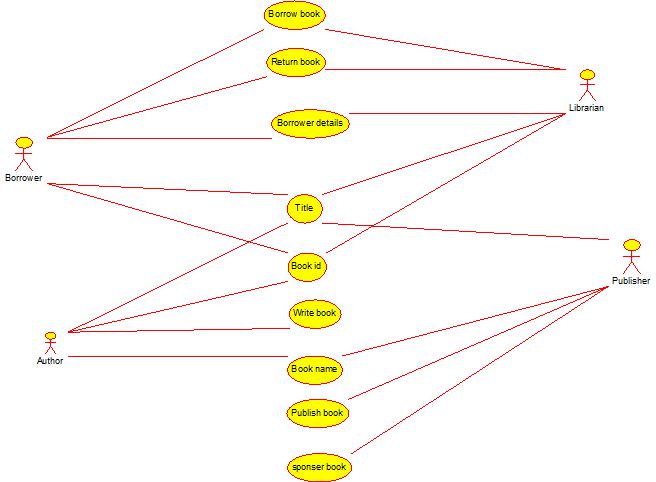 Borrow book
Return book
Librarian
Borrower details
Borrower
Title
Book id
Publisher
Write book
Author
Book name
Publish book
sponser book